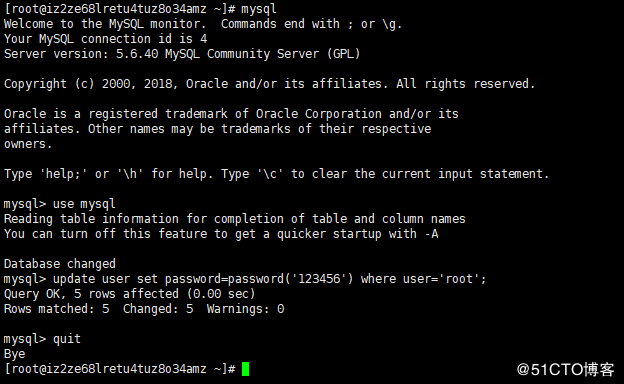 [root@iz2ze68lretu4tuz8o34amz ~]# mysql
Welcome to the MySQL monitor.  Commands end with ; or \g.
Your MySQL connection id is 4
Server version: 5.6.40 MySQL Community Server (GPL)
Copyright (c) 2000, 2018, Oracle and/or its affiliates. All rights reserved.
Oracle is a registered trademark of Oracle Corporation and/or its
affiliates. Other names may be trademarks of their respective
owners.
Type 'help;' or '\h' for help. Type '\c' to clear the current input statement.
mysql> use mysql
Reading table information for completion of table and column names
You can turn off this feature to get a quicker startup with -A
Database changed
mysql> update user set password=password('123456') where user='root';
Query OK, 5 rows affected (0.00 sec)
Rows matched: 5  Changed: 5  Warnings: 0
mysql> quit
Bye
[root@iz2ze68lretu4tuz8o34amz ~]#
@51CTO博客